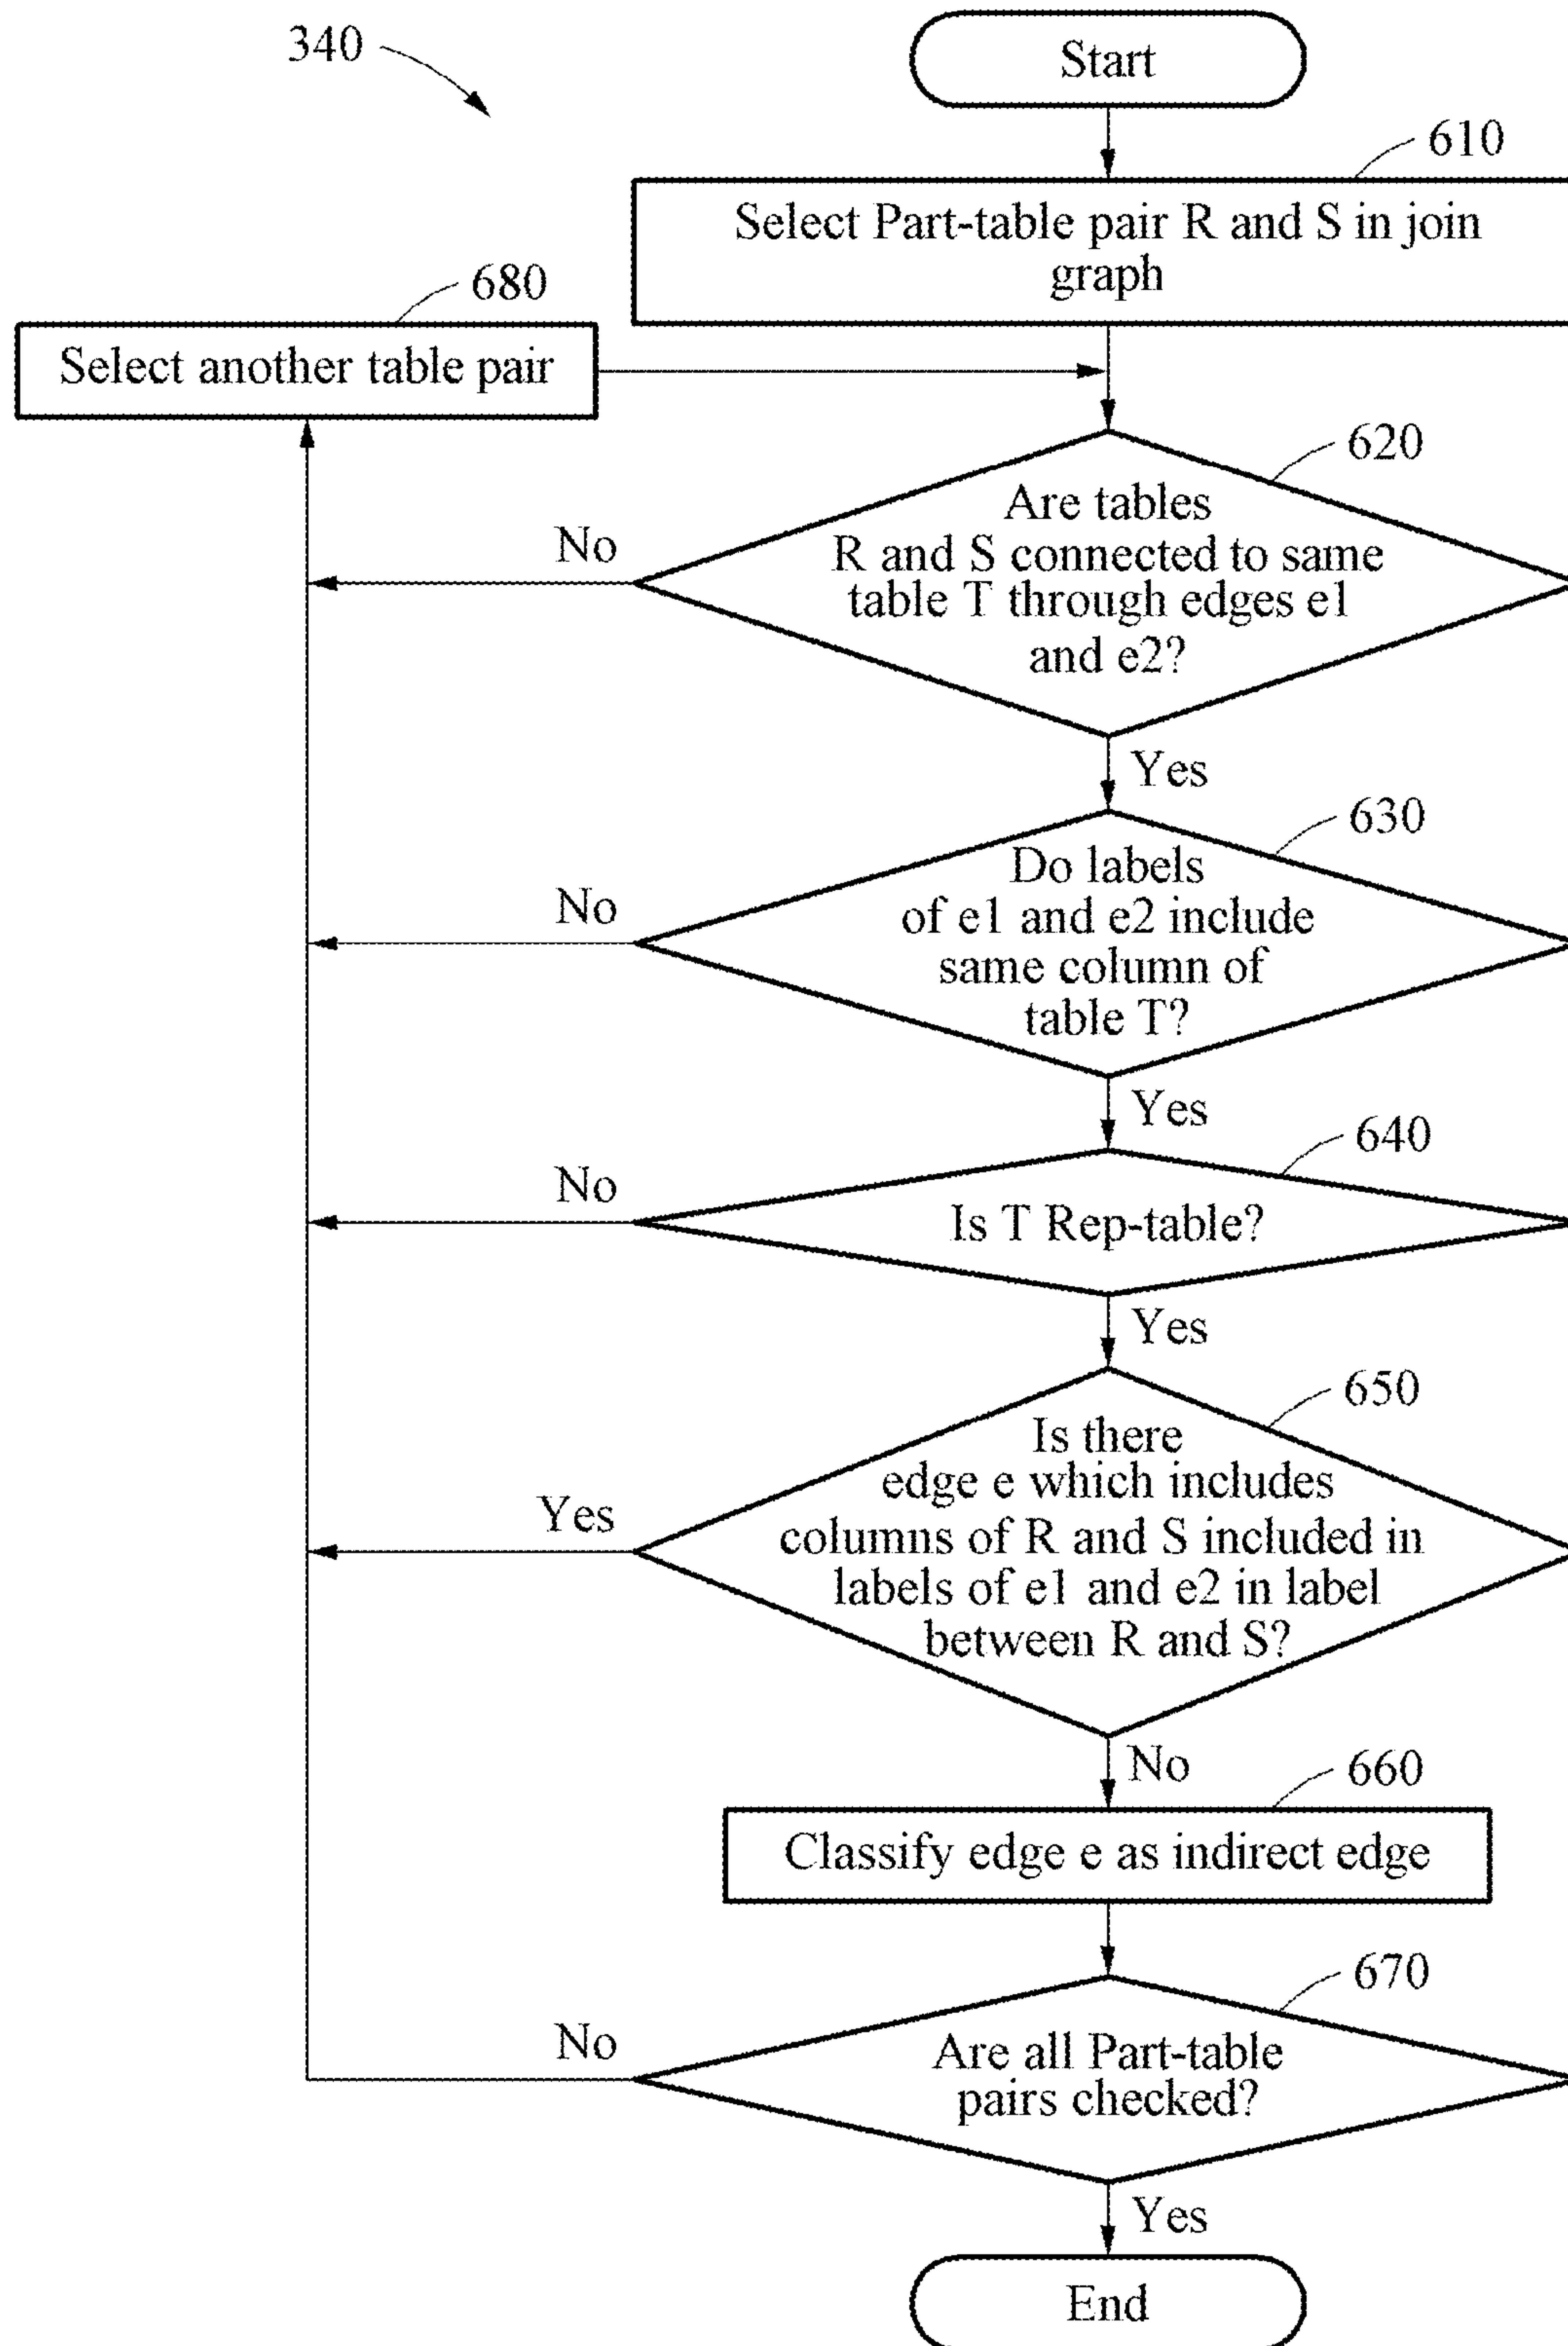 340
Start
610
Select Part-table pair R and S in join
graph
680
Select another table pair
620
Are tables
R and S connected to same
table T through edges e1
and e2?
No
Yes
630
Do labels
of e1 and e2 include
same column of
table T?
No
Yes
640
Is T Rep-table?
No
Yes
650
Is there
edge e which includes
columns of R and S included in
labels of e1 and e2 in label
between R and S?
Yes
No
660
Classify edge e as indirect edge
670
Are all Part-table
pairs checked?
No
Yes
End